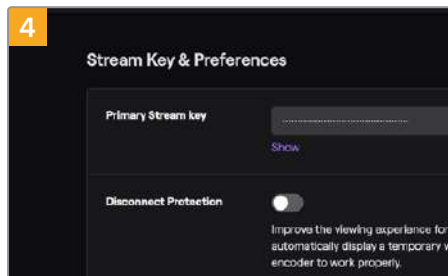 4
Stream Key & Preferences
Primary Stream key
Show
Disconnect Protection
Improve the viewing experience for
automatically display a temporary
encoder to work properly.